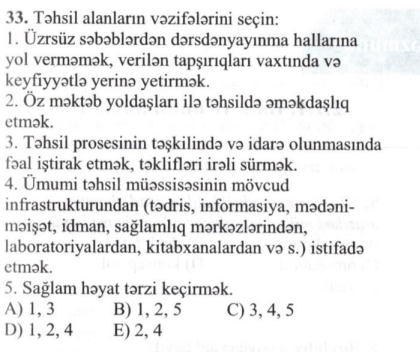 33. Təhsil alanların vəzifələrini seçin:
1. Üzrsüz səbəblərdən dərsdənyayınma hallarına
yol verməmək, verilən tapşırıqları vaxtında və
keyfiyyətlə yerinə yetirmək.
2. Öz məktəb yoldaşları ilə təhsildə əməkdaşlıq
etmək.
3. Təhsil prosesinin təşkilində və idarə olunmasında
fəal iştirak etmək, təklifləri irəli sürmək.
4. Ümumi təhsil müəssisəsinin mövcud
infrastrukturundan (tədris, informasiya, mədəni-
məişət, idman, sağlamlıq mərkəzlərindən,
laboratoriyalardan, kitabxanalardan və s.) istifadə
etmək.
5. Sağlam həyat tərzi keçirmək.
A) 1, 3 B) 1, 2, 5 C) 3, 4, 5
D) 1, 2, 4 E) 2, 4